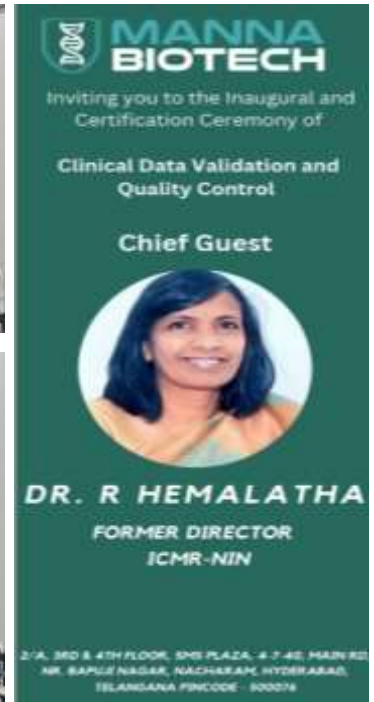 MANNA
BIOTECH
Inviting you to the Inaugural and
Certification Ceremony of
Clinical Data Validation and
Quality Control
Chief Guest
DR. R HEMALATHA
FORMER DIRECTOR
ICMR-NIN
2/A, 3RD & 4TH FLOOR, SMS PLAZA, 4-7-40, MAIN RD,
NR. BAPUJI NAGAR, NACHARAM, HYDERABAD,
TELANGANA PINCODE - 500076